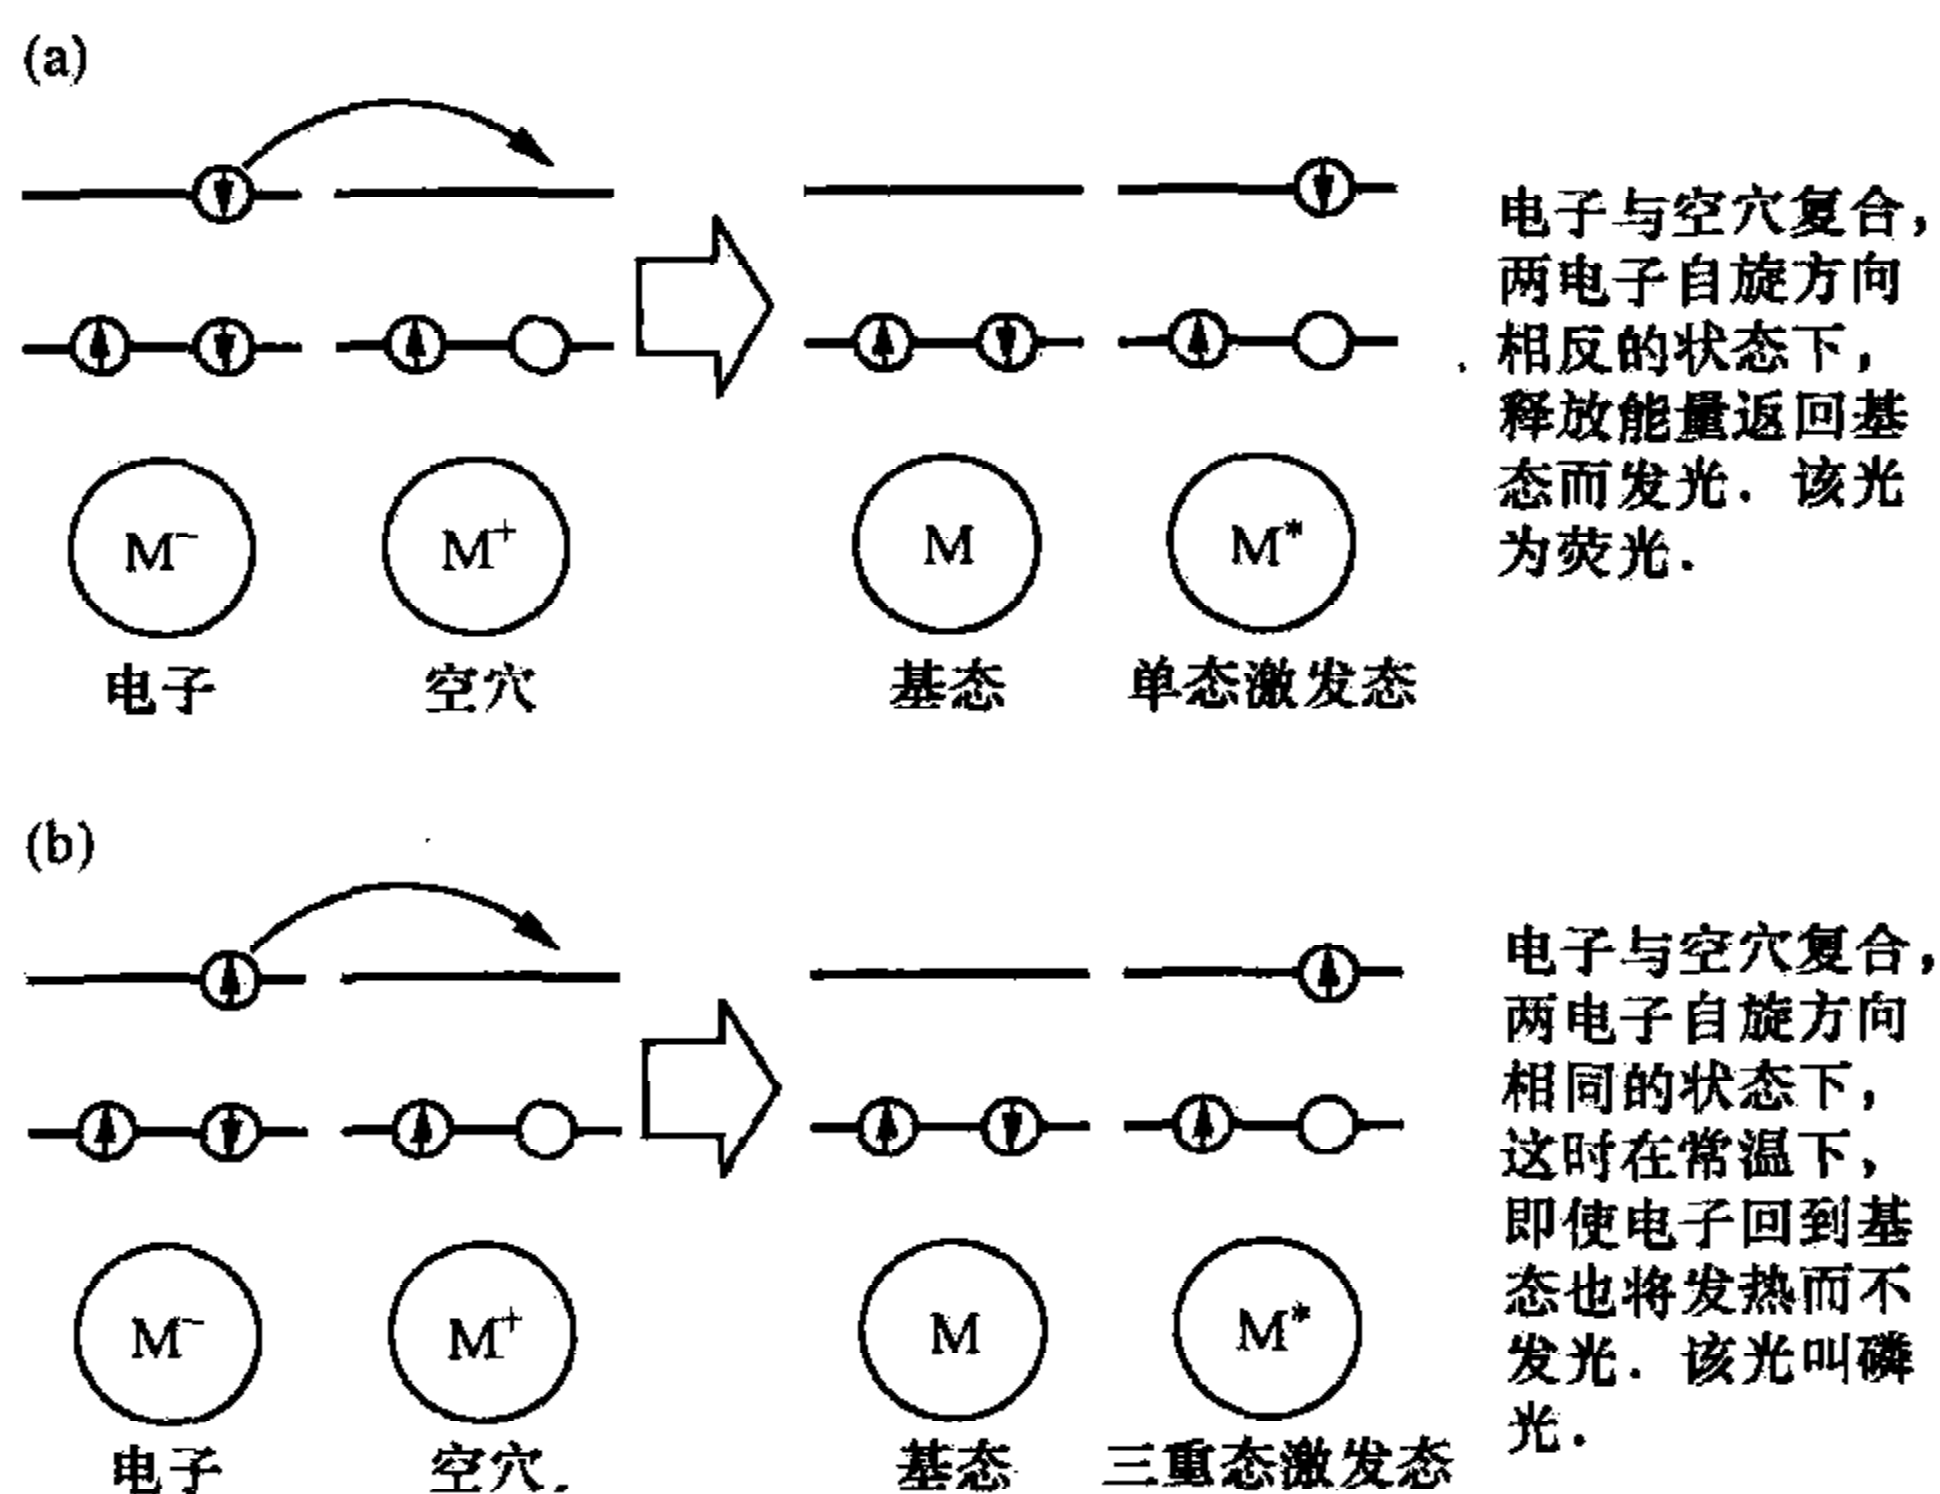 (a)
电子与空穴复合，
两电子自旋方向
相反的状态下，
释放能量返回基
态而发光．该光
为荧光．
M⁻
M⁺
M
M*
电子
空穴
基态
单态激发态
(b)
电子与空穴复合，
两电子自旋方向
相同的状态下，
这时在常温下，
即使电子回到基
态也将发热而不
发光．该光叫磷
光．
M⁻
M⁺
M
M*
电子
空穴
基态
三重态激发态